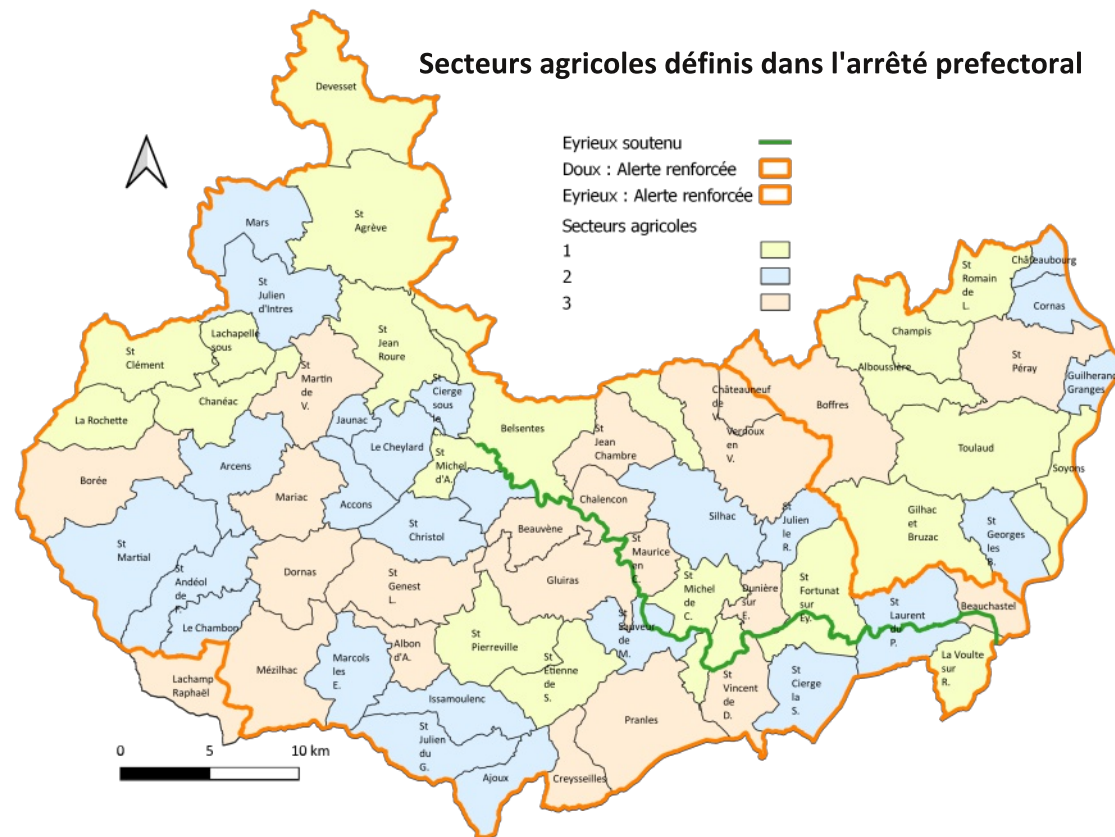 Secteurs agricoles définis dans l'arrêté prefectoral
Devesset
Eyrieux soutenu
Doux : Alerte renforcée
Eyrieux : Alerte renforcée
Secteurs agricoles
1
2
3
St
Agrève
Mars
St
Julien
d'Intres
St
Romain
de
L.
Châteaubourg
Cornas
St
Clément
Lachapelle
sous
St
Jean
Roure
Champis
St
Péray
Alboussière
Guilherand
Granges
St
Martin
de
V.
Chanéac
La Rochette
Cierge
sous
le
Jaunac
Le Cheylard
Belsentes
Châteauneuf
de
V.
Boffres
Verdoux
en
V.
St
Jean
Chambre
Toulaud
Soyons
Arcens
St
Michel
d'A.
Borée
Mariac
Accons
Chalencon
Silhac
St
Julien
le
R.
Gilhac
et
Bruzac
St
Georges
les
B.
St
Christol
Beauvène
St
Martial
St
Maurice
en
C.
St
Andéol
de
Dornas
St
Genest
L.
Gluiras
St
Michel
de
C.
Dunière
sur
E.
St
Fortunat
sur
Ey.
St
Laurent
du
P.
Beauchastel
Le Chambon
St
Sauveur
de
M.
St
Pierreville
Albon
d'A.
Mézilhac
Marcols
les
E.
St
Etienne
de
S.
La Voulte
sur
R.
St
Cierge
la
S.
St
Vincent
de
D.
Lachamp
Raphaël
Issamoulenc
Pranles
St
Julien
du
G.
Ajoux
Creysseilles
0 5 10 km